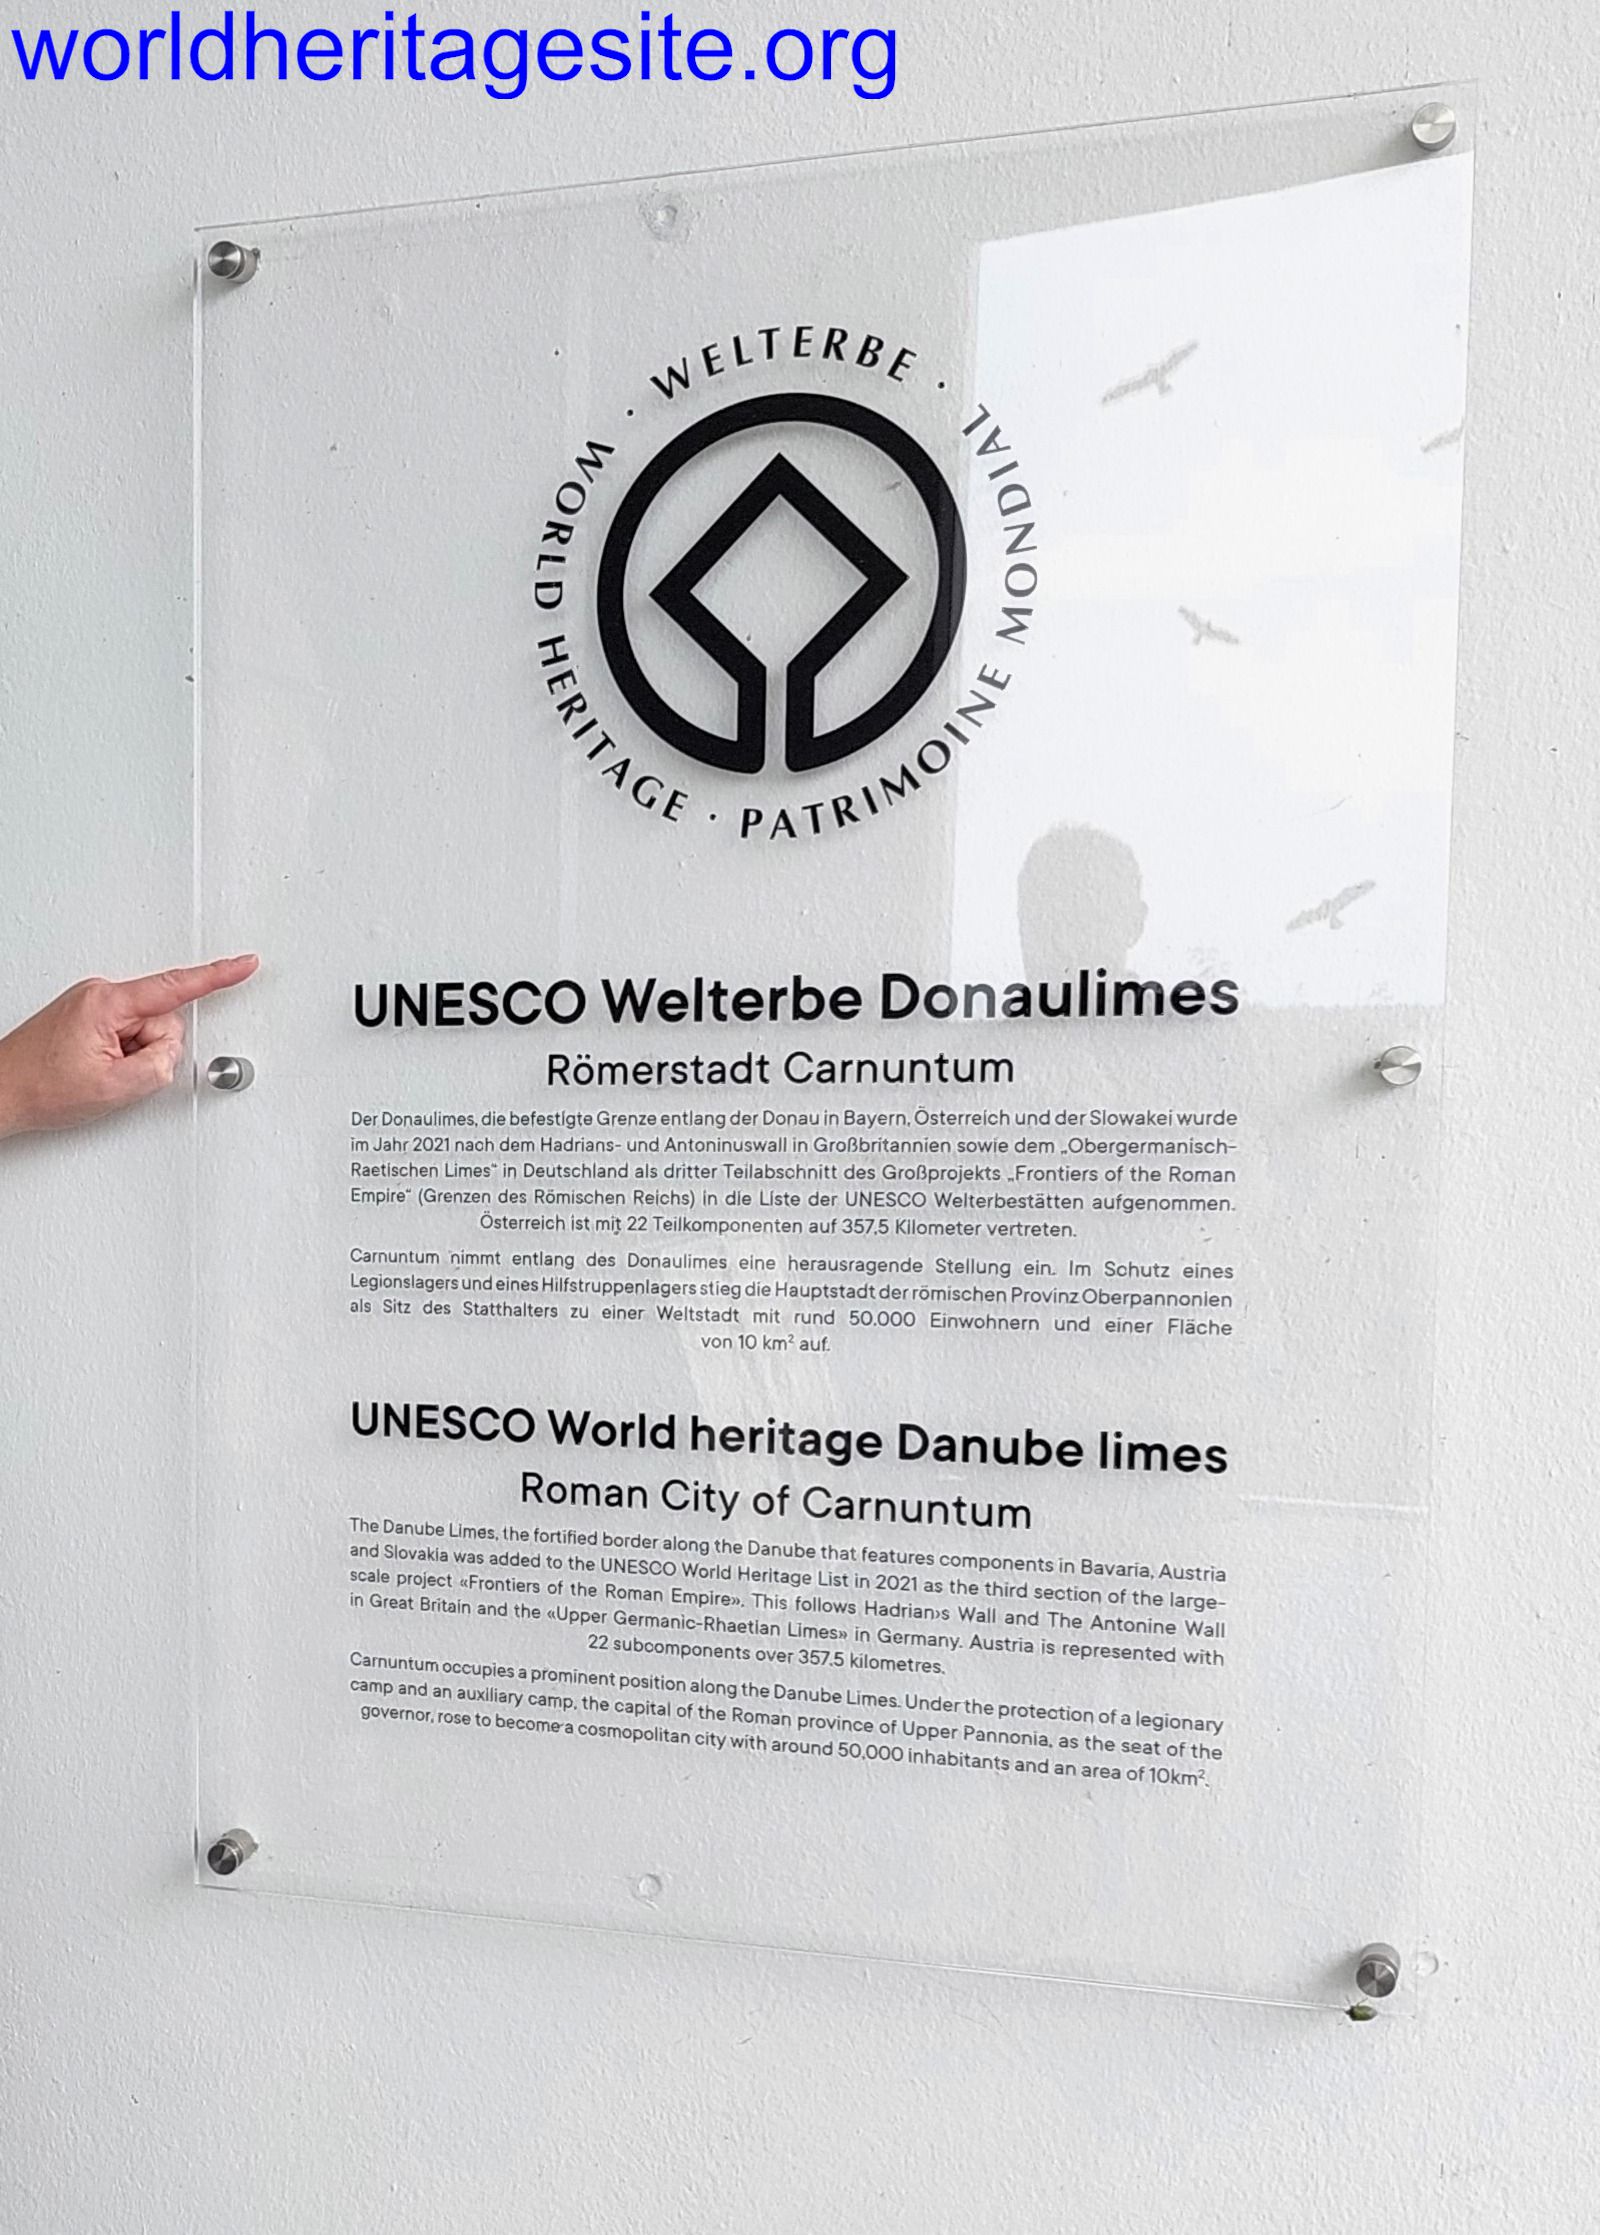 worldheritagesite.org
· WELTERBE ·
WORLD HERITAGE · PATRIMOINE MONDIAL
UNESCO Welterbe Donaulimes
Römerstadt Carnuntum
Der Donaulimes, die befestigte Grenze entlang der Donau in Bayern, Österreich und der Slowakei wurde
im Jahr 2021 nach dem Hadrians- und Antoninuswall in Großbritannien sowie dem „Obergermanisch-
Raetischen Limes“ in Deutschland als dritter Teilabschnitt des Großprojekts „Frontiers of the Roman
Empire“ (Grenzen des Römischen Reichs) in die Liste der UNESCO Welterbestätten aufgenommen.
Österreich ist mit 22 Teilkomponenten auf 357,5 Kilometer vertreten.
Carnuntum nimmt entlang des Donaulimes eine herausragende Stellung ein. Im Schutz eines
Legionslagers und eines Hilfstruppenlagers stieg die Hauptstadt der römischen Provinz Oberpannonien
als Sitz des Statthalters zu einer Weltstadt mit rund 50.000 Einwohnern und einer Fläche
von 10 km² auf.
UNESCO World heritage Danube limes
Roman City of Carnuntum
The Danube Limes, the fortified border along the Danube that features components in Bavaria, Austria
and Slovakia was added to the UNESCO World Heritage List in 2021 as the third section of the large-
scale project «Frontiers of the Roman Empire». This follows Hadrian›s Wall and The Antonine Wall
in Great Britain and the «Upper Germanic-Rhaetian Limes» in Germany. Austria is represented with
22 subcomponents over 357.5 kilometres.
Carnuntum occupies a prominent position along the Danube Limes. Under the protection of a legionary
camp and an auxiliary camp, the capital of the Roman province of Upper Pannonia, as the seat of the
governor, rose to become a cosmopolitan city with around 50,000 inhabitants and an area of 10km².